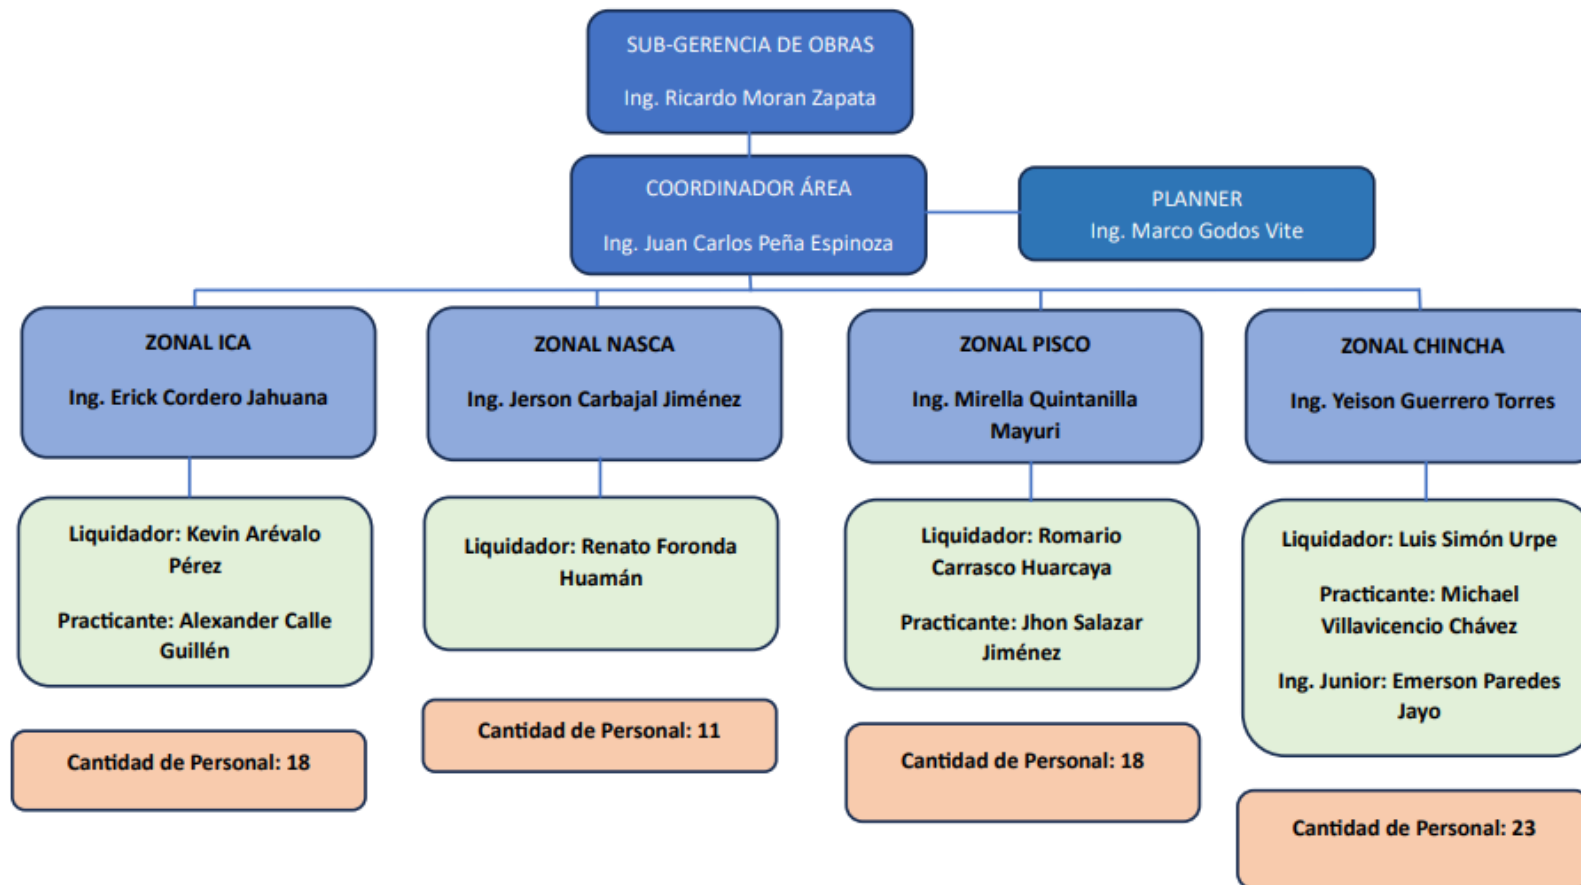 SUB-GERENCIA DE OBRAS
Ing. Ricardo Moran Zapata
COORDINADOR ÁREA
Ing. Juan Carlos Peña Espinoza
PLANNER
Ing. Marco Godos Vite
ZONAL ICA
Ing. Erick Cordero Jahuana
ZONAL NASCA
Ing. Jerson Carbajal Jiménez
ZONAL PISCO
Ing. Mirella Quintanilla
Mayuri
ZONAL CHINCHA
Ing. Yeison Guerrero Torres
Liquidador: Kevin Arévalo
Pérez
Practicante: Alexander Calle
Guillén
Liquidador: Renato Foronda
Huamán
Liquidador: Romario
Carrasco Huarcaya
Practicante: Jhon Salazar
Jiménez
Liquidador: Luis Simón Urpe
Practicante: Michael
Villavicencio Chávez
Ing. Junior: Emerson Paredes
Jayo
Cantidad de Personal: 18
Cantidad de Personal: 11
Cantidad de Personal: 18
Cantidad de Personal: 23